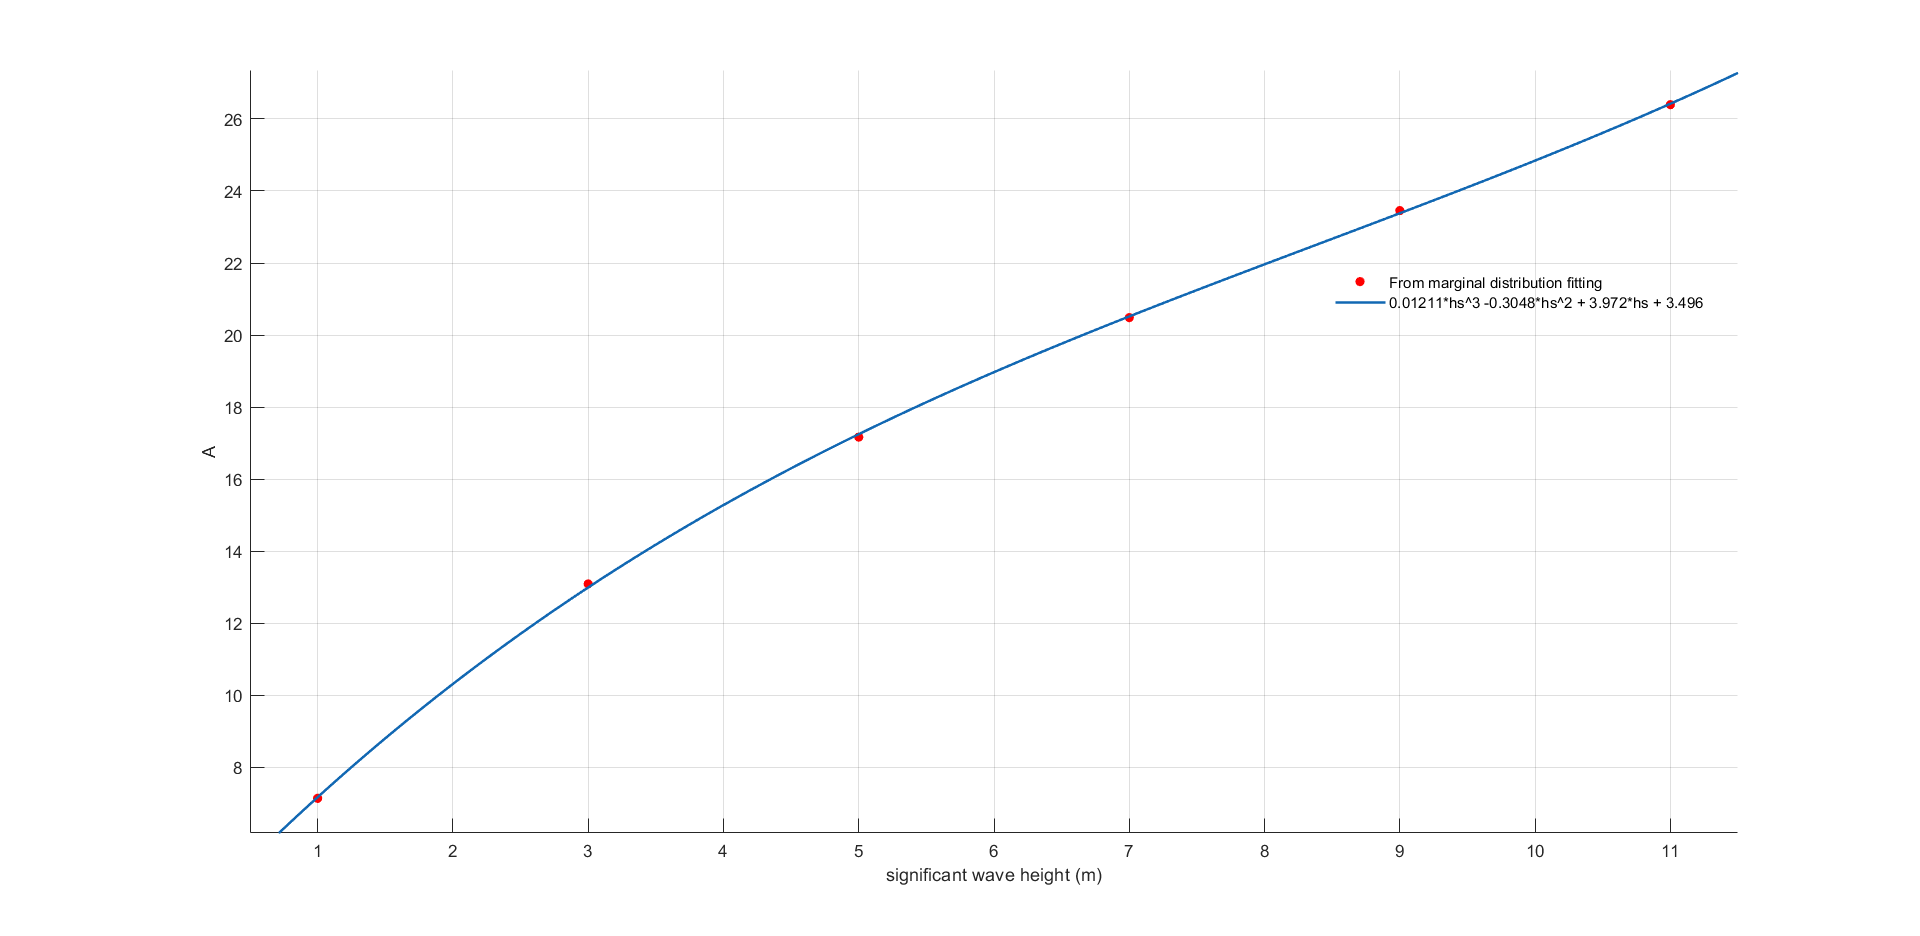 26
24
22
20
18
16
14
12
10
8
A
From marginal distribution fitting
0.01211*hs^3 -0.3048*hs^2 + 3.972*hs + 3.496
1 2 3 4 5 6 7 8 9 10 11
significant wave height (m)